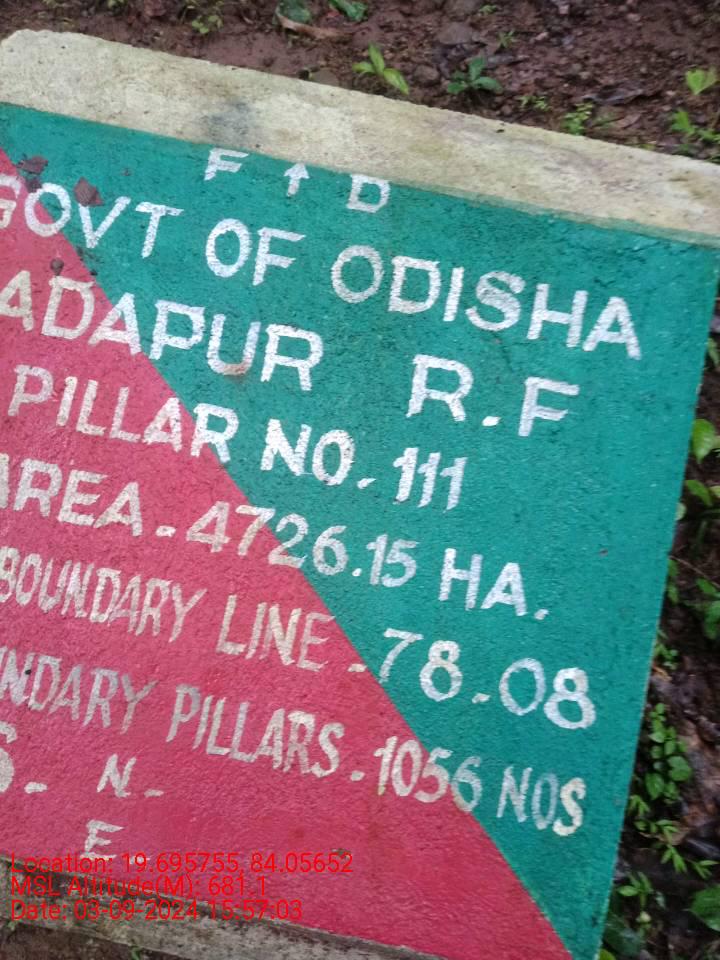 F ↑ D
GOVT OF ODISHA
ADAPUR R.F
PILLAR NO. 111
AREA. 4726.15 HA.
BOUNDARY LINE - 78.08
NDARY PILLARS. 1056 NOS
S. N-
E
Location: 19.695755, 84.05652
MSL Altitude(M): 681.1
Date: 03-09-2024 15:57:03